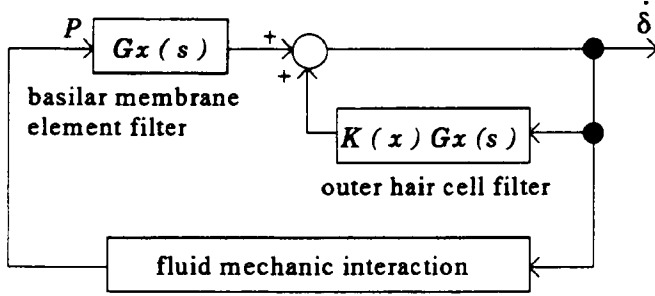 P
Gx(s)
+
+
δ̇
basilar membrane
element filter
K(x)Gx(s)
outer hair cell filter
fluid mechanic interaction